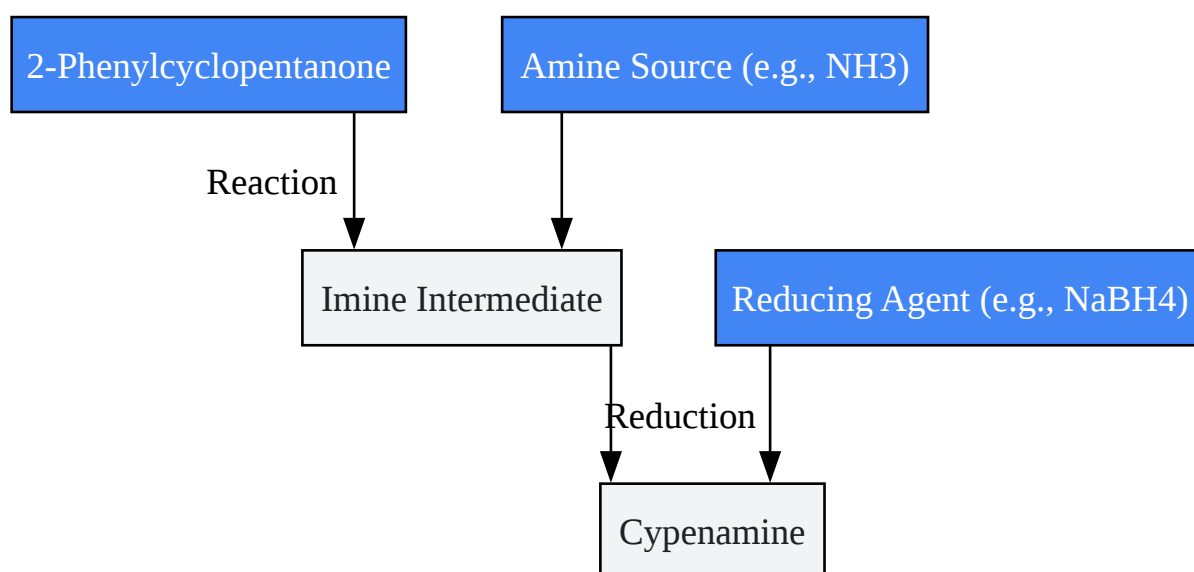 2-Phenylcyclopentanone
Amine Source (e.g., NH3)
Reaction
Imine Intermediate
Reducing Agent (e.g., NaBH4)
Reduction
Cypenamine